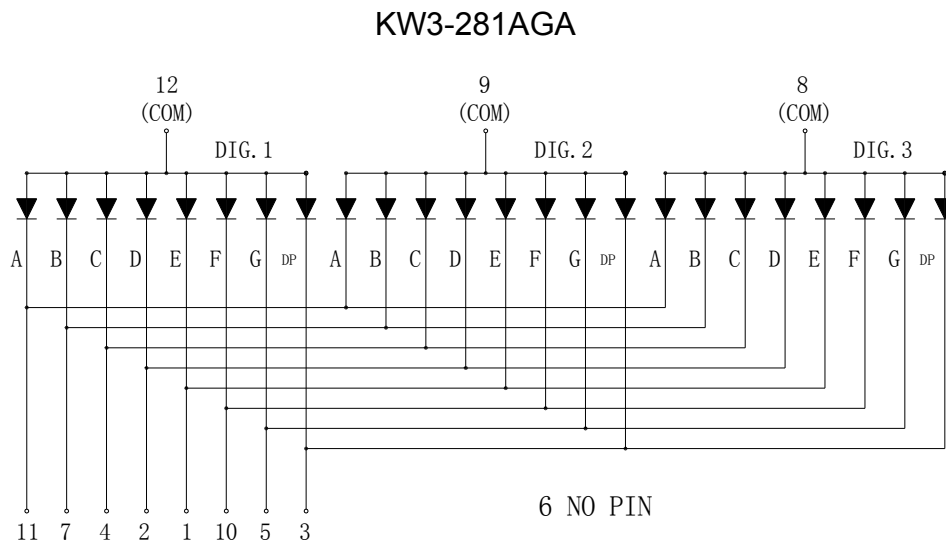 KW3-281AGA
12 9 8
(COM) (COM) (COM)
DIG. 1 DIG. 2 DIG. 3
A B C D E F G DP A B C D E F G DP A B C D E F G DP
6 NO PIN
11 7 4 2 1 10 5 3